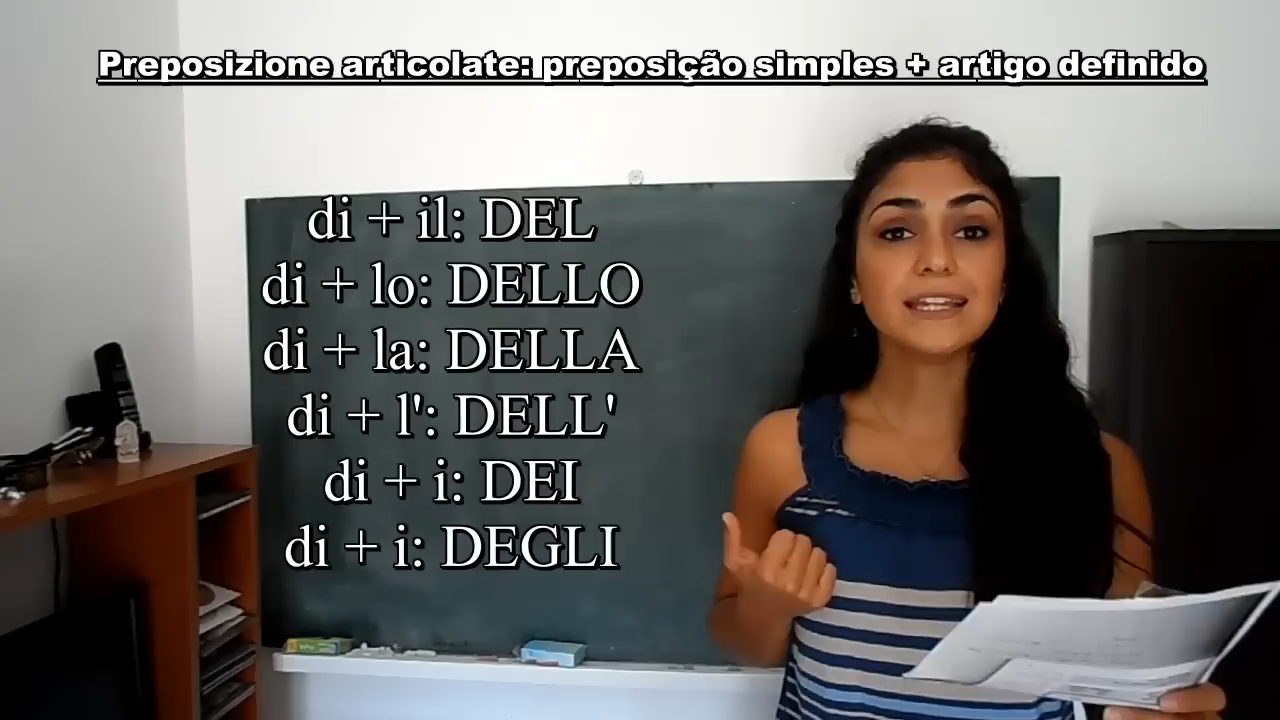 Preposizione articolate: preposição simples + artigo definido
di + il: DEL
di + lo: DELLO
di + la: DELLA
di + l': DELL'
di + i: DEI
di + i: DEGLI